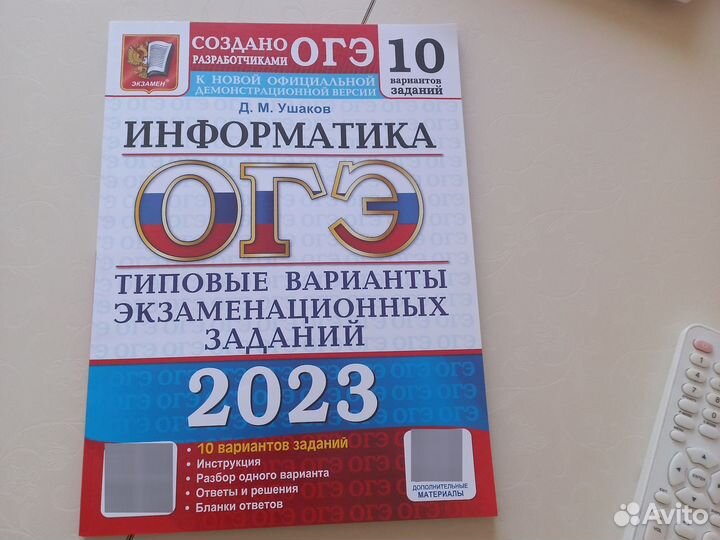 СОЗДАНО
РАЗРАБОТЧИКАМИ ОГЭ
10
вариантов
заданий
ЭКЗАМЕН®
К НОВОЙ ОФИЦИАЛЬНОЙ
ДЕМОНСТРАЦИОННОЙ ВЕРСИИ
Д. М. Ушаков
ИНФОРМАТИКА
ОГЭ
ТИПОВЫЕ ВАРИАНТЫ
ЭКЗАМЕНАЦИОННЫХ
ЗАДАНИЙ
2023
• 10 вариантов заданий
• Инструкция
• Разбор одного варианта
• Ответы и решения
• Бланки ответов
ДОПОЛНИТЕЛЬНЫЕ
МАТЕРИАЛЫ
Avito